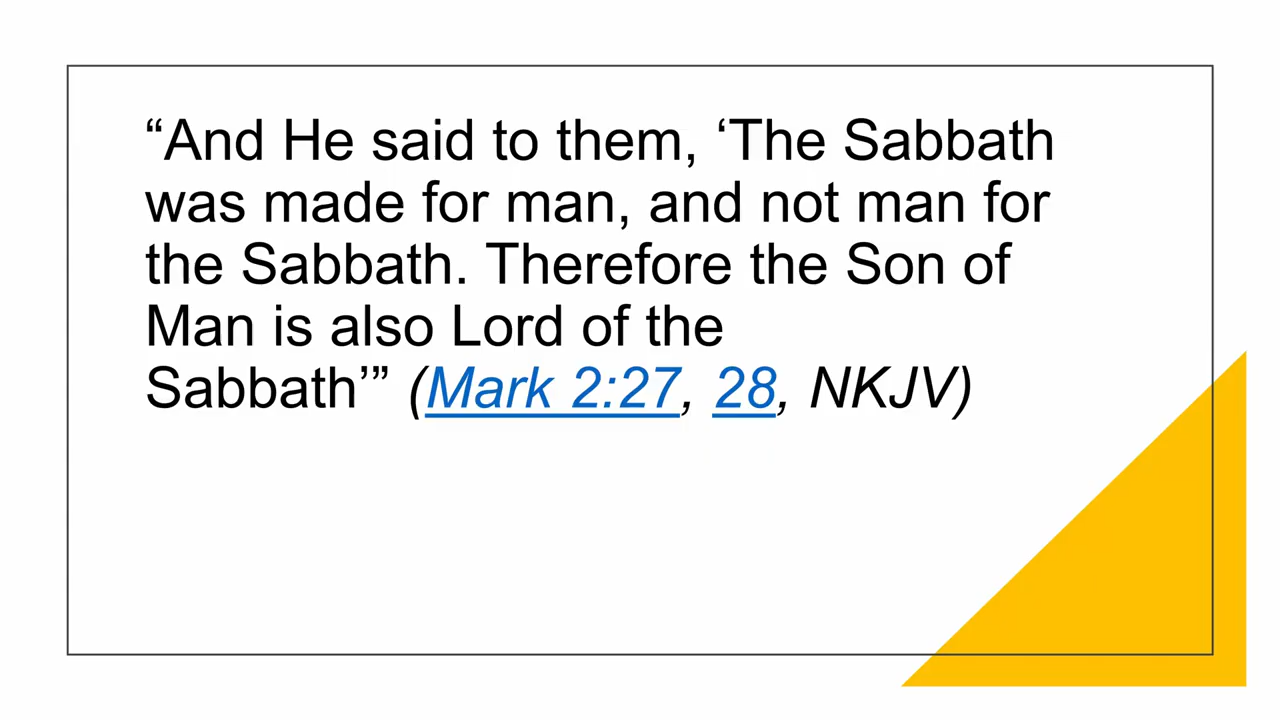 “And He said to them, ‘The Sabbath
was made for man, and not man for
the Sabbath. Therefore the Son of
Man is also Lord of the
Sabbath’” (Mark 2:27, 28, NKJV)